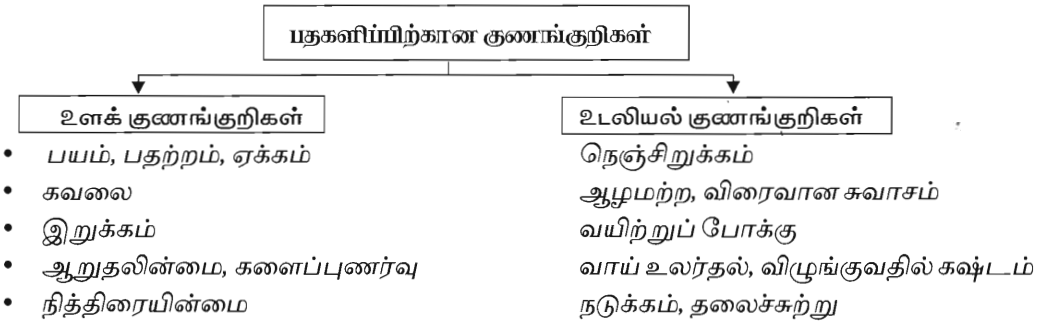 பதகளிப்பிற்கான குணங்குறிகள்
உளக் குணங்குறிகள்
• பயம், பதற்றம், ஏக்கம்
• கவலை
• இறுக்கம்
• ஆறுதலின்மை, களைப்புணர்வு
• நித்திரையின்மை
உடலியல் குணங்குறிகள்
நெஞ்சிறுக்கம்
ஆழமற்ற, விரைவான சுவாசம்
வயிற்றுப் போக்கு
வாய் உலர்தல், விழுங்குவதில் கஷ்டம்
நடுக்கம், தலைச்சுற்று